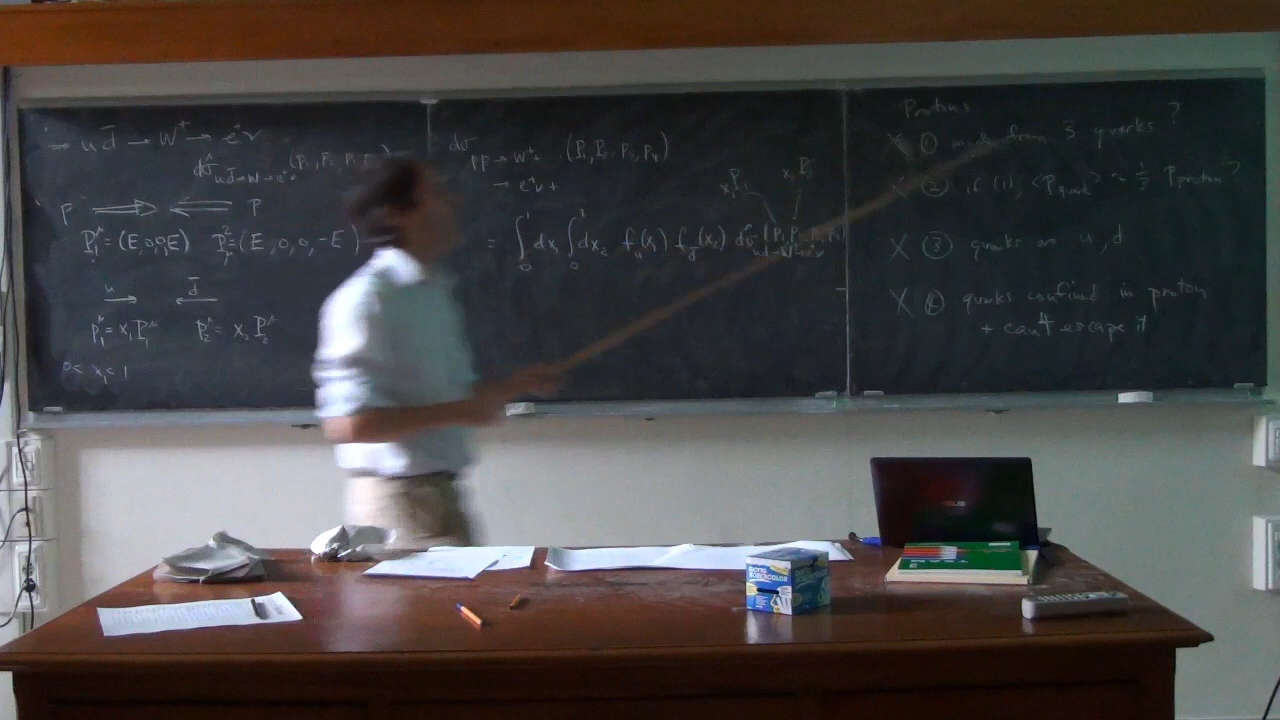 → u d̄ → W⁺ → e⁺ν
dσ̂ ud̄→W→e⁺ν (P₁, P₂, P₃
p → ← P
P₁^μ = (E,0,0,E) P₂^μ = (E, 0, 0, -E)
u d̄
p₁^μ = x₁ P₁^μ p₂^μ = x₂ P₂^μ
0 < x₁ < 1
dσ pp → W⁺ (P₁, P₂, P₃, P₄)
→ e⁺ν +
x₁P₁ x₂P₂
= ∫₀¹ dx₁ ∫₀¹ dx₂ f_u(x₁) f_d̄(x₂) dσ̂
Protons
X ① made from 3 quarks ?
X ② if (1), <P_quark> ≈ 1/3 P_proton?
X ③ quarks are u, d
X ④ quarks confined in proton
+ can't escape it
ASUS
ROBERCOLOR